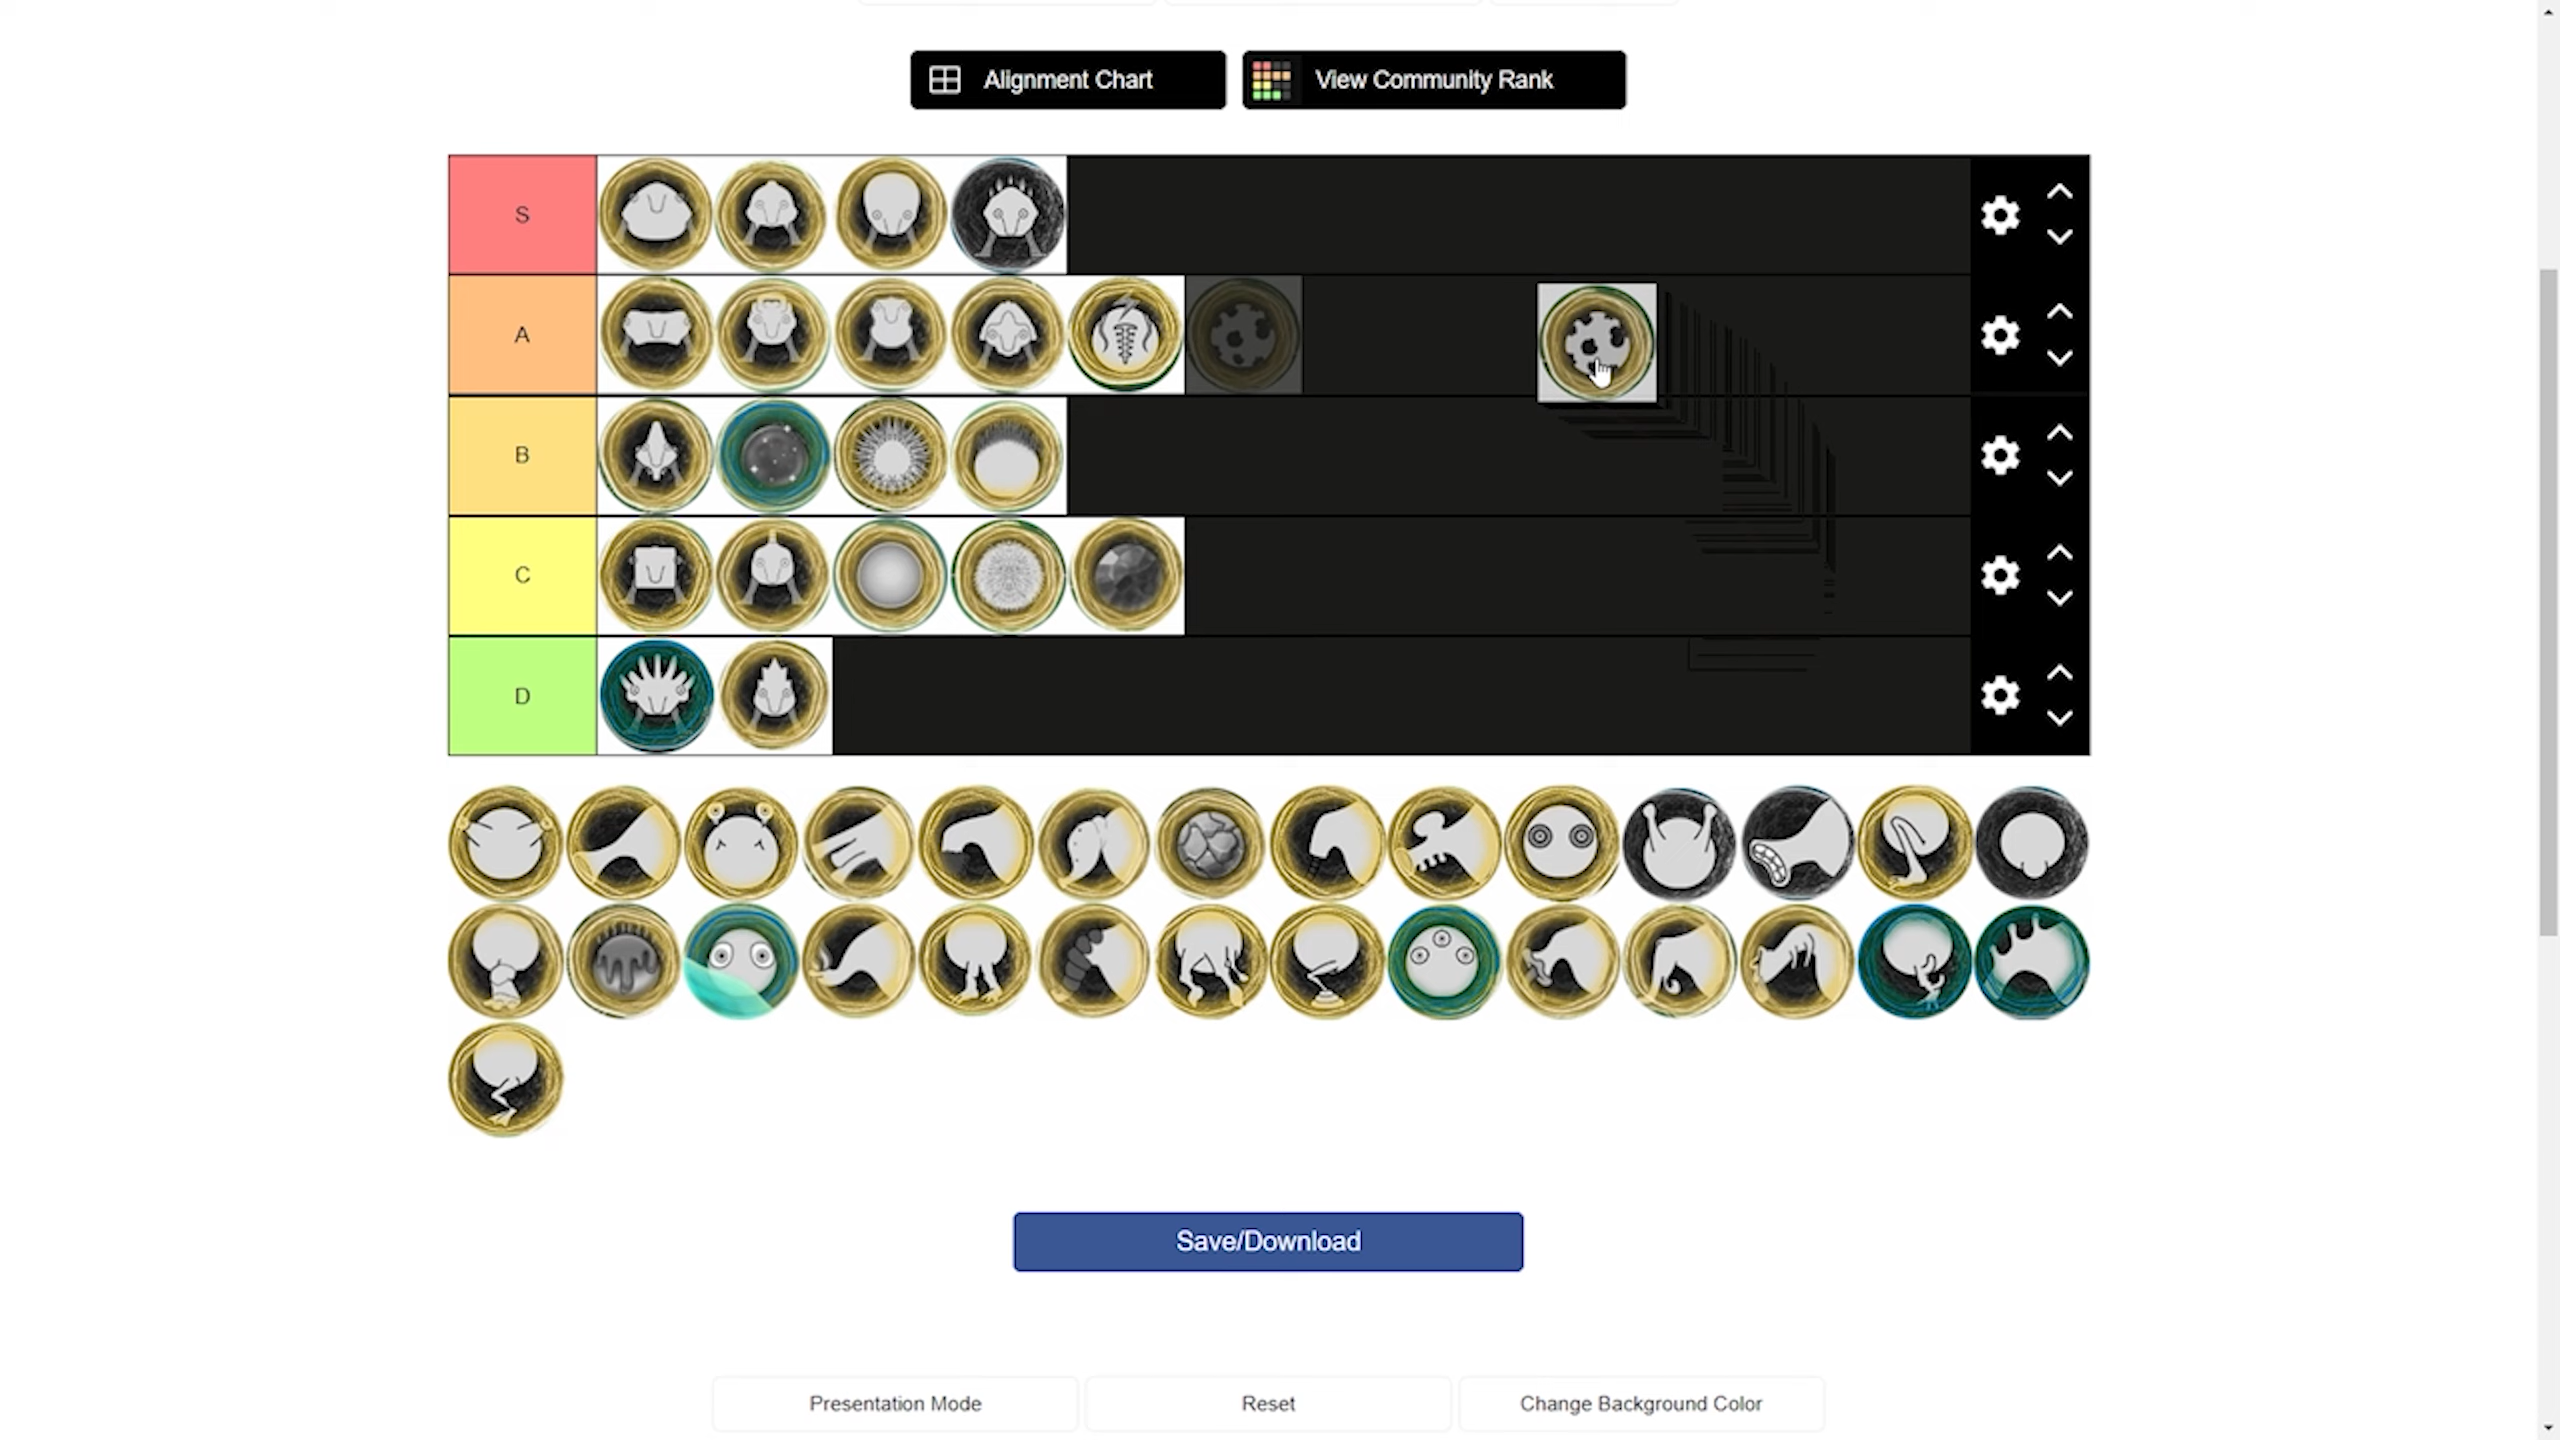 Alignment Chart
View Community Rank
S
A
B
C
D
Save/Download
Presentation Mode
Reset
Change Background Color